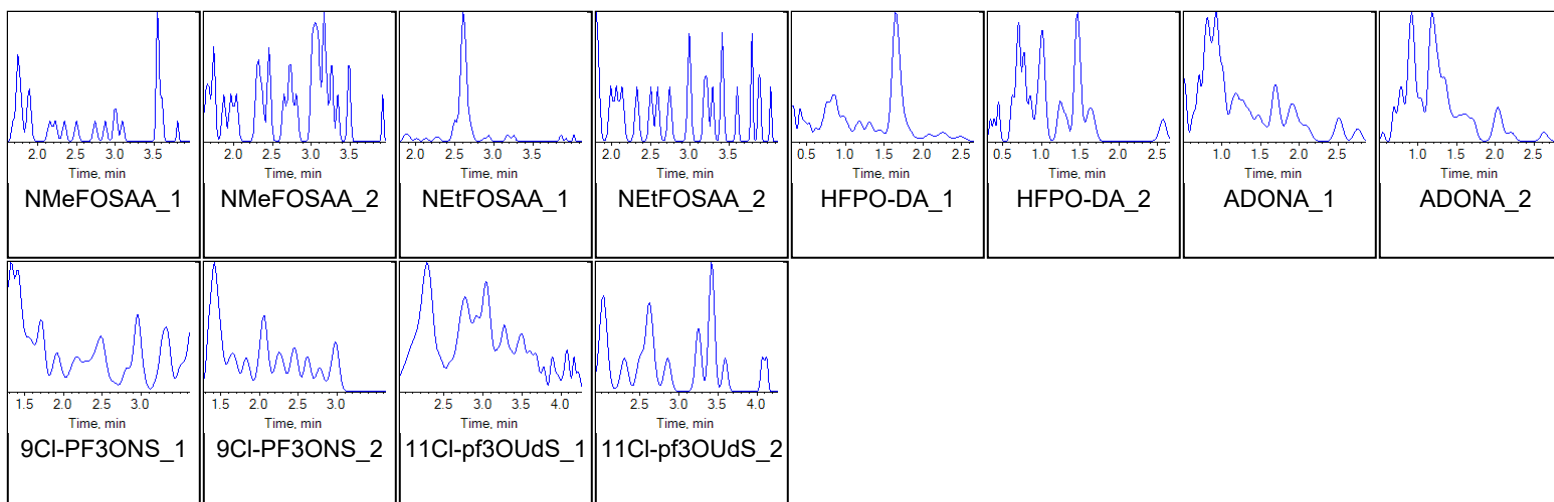 2.0 2.5 3.0 3.5 2.0 2.5 3.0 3.5 2.0 2.5 3.0 3.5 2.0 2.5 3.0 3.5 0.5 1.0 1.5 2.0 2.5 0.5 1.0 1.5 2.0 2.5 1.0 1.5 2.0 2.5 1.0 1.5 2.0 2.5
Time, min Time, min Time, min Time, min Time, min Time, min Time, min Time, min
NMeFOSAA_1 NMeFOSAA_2 NEtFOSAA_1 NEtFOSAA_2 HFPO-DA_1 HFPO-DA_2 ADONA_1 ADONA_2
1.5 2.0 2.5 3.0 1.5 2.0 2.5 3.0 2.5 3.0 3.5 4.0 2.5 3.0 3.5 4.0
Time, min Time, min Time, min Time, min
9Cl-PF3ONS_1 9Cl-PF3ONS_2 11Cl-pf3OUdS_1 11Cl-pf3OUdS_2